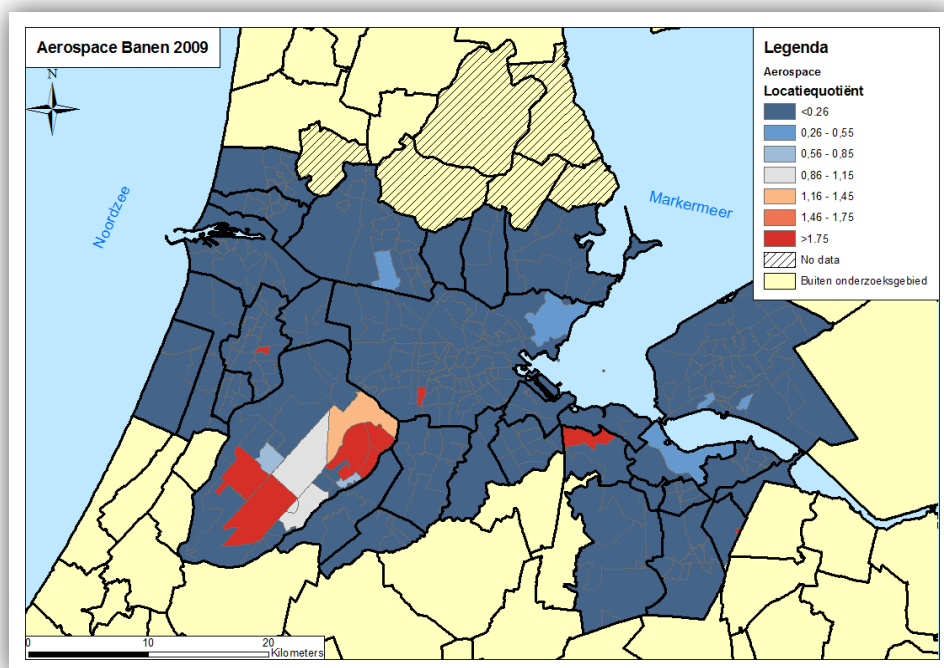 Aerospace Banen 2009
N
Noordzee
Markermeer
Legenda
Aerospace
Locatiequotiënt
<0.26
0,26 - 0,55
0,56 - 0,85
0,86 - 1,15
1,16 - 1,45
1,46 - 1,75
>1.75
No data
Buiten onderzoeksgebied
0 10 20
Kilometers